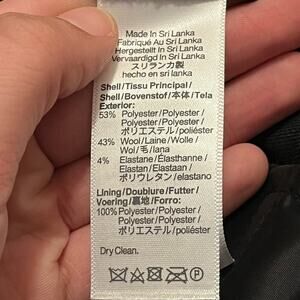 Made In Sri Lanka
Fabriqué Au Sri Lanka
Hergestellt In Sri Lanka
Vervaardigd In Sri Lanka
スリランカ製
hecho en sri lanka
Shell/Tissu Principal/
Shell/Bovenstof/本体/Tela
Exterior:
53% Polyester/Polyester/
Polyester/Polyester/
ポリエステル/poliéster
43% Wool/Laine/Wolle/
Wol/毛/lana
4% Elastane/Élasthanne/
Elastan/Elastaan/
ポリウレタン/elastano
Lining/Doublure/Futter/
Voering/裏地/Forro:
100% Polyester/Polyester/
Polyester/Polyester/
ポリエステル/poliéster
Dry Clean.
P